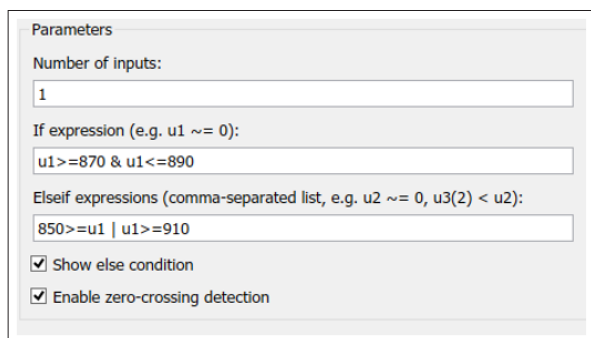 Parameters
Number of inputs:
1
If expression (e.g. u1 ~= 0):
u1>=870 & u1<=890
Elseif expressions (comma-separated list, e.g. u2 ~= 0, u3(2) < u2):
850>=u1 | u1>=910
Show else condition
Enable zero-crossing detection